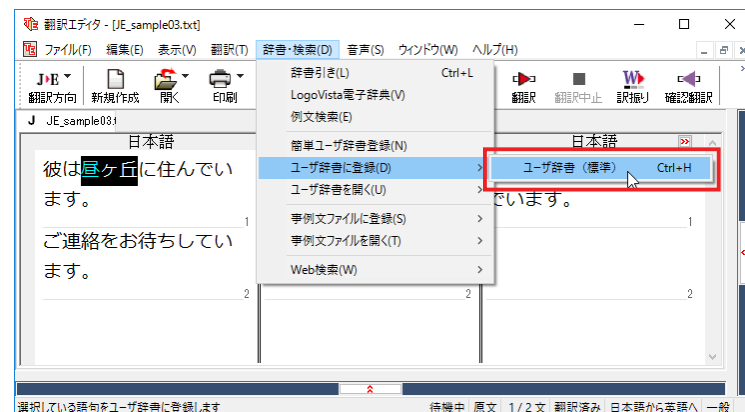 翻訳エディタ - [JE_sample03.txt]
ファイル(F) 編集(E) 表示(V) 翻訳(T) 辞書・検索(D) 音声(S) ウィンドウ(W) ヘルプ(H)
J▸E
翻訳方向 新規作成 開く 印刷 翻訳 翻訳中止 訳振り 確認翻訳
J JE_sample03.t
辞書引き(L) Ctrl+L
LogoVista電子辞典(V)
例文検索(E)
簡単ユーザ辞書登録(N)
ユーザ辞書に登録(D)
ユーザ辞書を開く(U)
事例文ファイルに登録(S)
事例文ファイルを開く(T)
Web検索(W)
ユーザ辞書（標準） Ctrl+H
日本語 日本語
彼は昼ヶ丘に住んでい
ます。
1
ご連絡をお待ちしてい
ます。
2
でいます。
1
2 2
選択している語句をユーザ辞書に登録します 待機中 原文 1/2文 翻訳済み 日本語から英語へ 一般